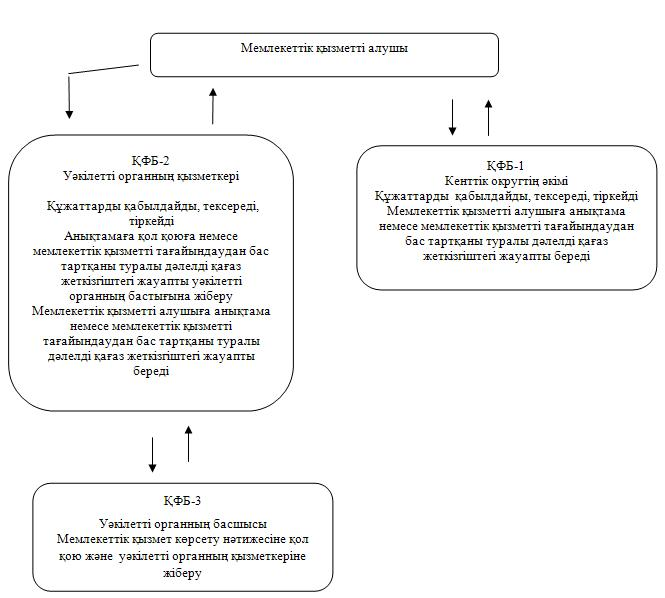 Мемлекеттік қызметті алушы
ҚФБ-2
Уәкілетті органның қызметкері
Құжаттарды қабылдайды, тексереді,
тіркейді
Анықтамаға қол қоюға немесе
мемлекеттік қызметті тағайындаудан бас
тартқаны туралы дәлелді қағаз
жеткізгіштегі жауапты уәкілетті
органның бастығына жіберу
Мемлекеттік қызметті алушыға анықтама
немесе мемлекеттік қызметті
тағайындаудан бас тартқаны туралы
дәлелді қағаз жеткізгіштегі жауапты
береді
ҚФБ-1
Кенттік округтің әкімі
Құжаттарды қабылдайды, тексереді, тіркейді
Мемлекеттік қызметті алушыға анықтама
немесе мемлекеттік қызметті тағайындаудан
бас тартқаны туралы дәлелді қағаз
жеткізгіштегі жауапты береді
ҚФБ-3
Уәкілетті органның басшысы
Мемлекеттік қызмет көрсету нәтижесіне қол
қою және уәкілетті органның қызметкеріне
жіберу